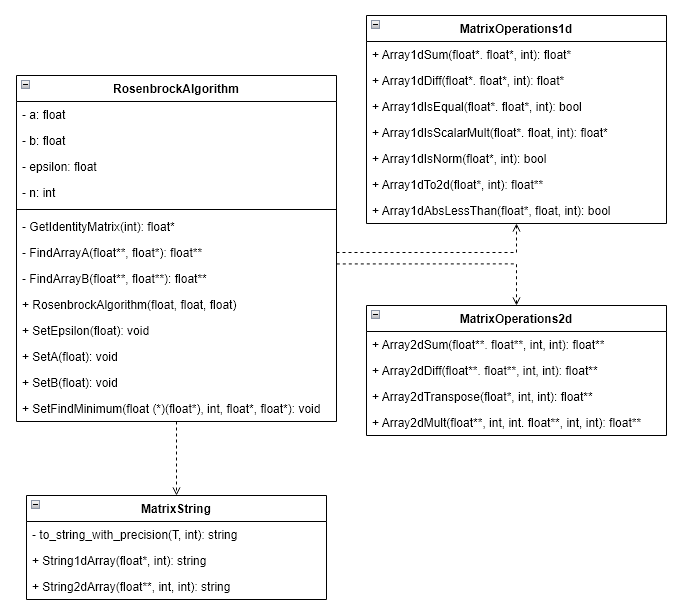 MatrixOperations1d
+ Array1dSum(float*. float*, int): float*
+ Array1dDiff(float*. float*, int): float*
+ Array1dIsEqual(float*. float*, int): bool
+ Array1dIsScalarMult(float*. float, int): float*
+ Array1dIsNorm(float*, int): bool
+ Array1dTo2d(float*, int): float**
+ Array1dAbsLessThan(float*, float, int): bool
RosenbrockAlgorithm
- a: float
- b: float
- epsilon: float
- n: int
- GetIdentityMatrix(int): float*
- FindArrayA(float**, float*): float**
- FindArrayB(float**, float**): float**
+ RosenbrockAlgorithm(float, float, float)
+ SetEpsilon(float): void
+ SetA(float): void
+ SetB(float): void
+ SetFindMinimum(float (*)(float*), int, float*, float*): void
MatrixOperations2d
+ Array2dSum(float**. float**, int, int): float**
+ Array2dDiff(float**. float**, int, int): float**
+ Array2dTranspose(float*, int, int): float**
+ Array2dMult(float**, int, int. float**, int, int): float**
MatrixString
- to_string_with_precision(T, int): string
+ String1dArray(float*, int): string
+ String2dArray(float**, int, int): string